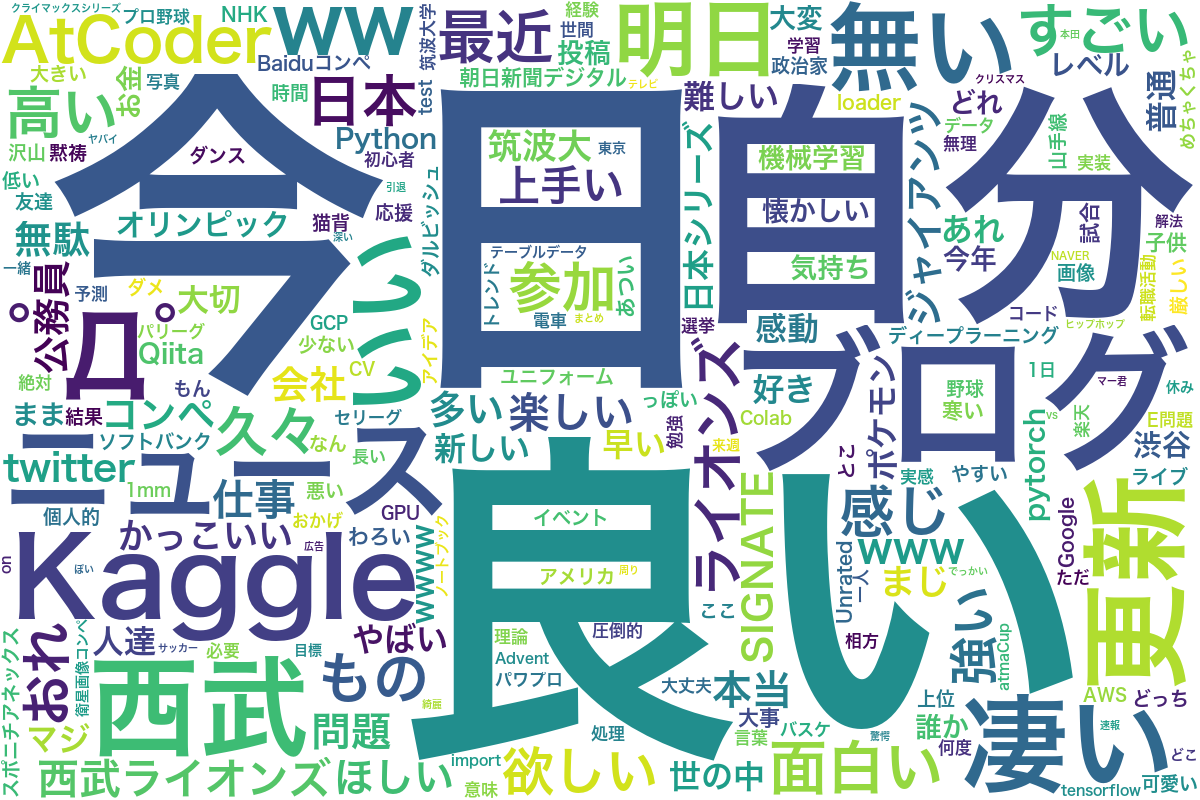 クライマックスシリーズ
プロ野球
NHK
AtCoder
ww
筑波大学
最近
経験
世間
投稿
明日
無い
大変
学習
政治家
本田
すごい
レベル
クリスマス
めちゃくちゃ
大きい
お金
写真
Baiduコンペ
時間
test
朝日新聞デジタル
テレビ
難しい
loader
どれ
普通
高い
ヤバイ
日本
Python
データ
無理
山手線
実装
沢山
黙祷
ダンス
初心者
今日
筑波大
東京
機械学習
自分
低い
友達
引退
上手い
懐かしい
日本シリーズ
ジャイアンツ
あれ
試合
解法
子供
オリンピック
猫背
応援
ダルビッシュ
無駄
深い
テーブルデータ
気持ち
今年
NAVER
画像
転職活動
厳しい
一緒
公務員
予測
ダメ
大切
いい
トレンド
参加
あつい
電車
まとめ
選挙
感動
コード
ヒップホップ
ディープラーニング
パリーグ
Qiita
GCP
少ない
アイデア
絶対
もん
会社
CV
ユニフォーム
っぽい
好き
ブログ
野球
寒い
1日
マー君
休み
まま
結果
コンペ
久々
セリーグ
多い
楽しい
ライオンズ
Colab
ポケモン
vs
楽天
E問題
ソフトバンク
なん
新しい
早い
勉強
来週
pytorch
渋谷
twitter
ニュース
長い
良い
こと
実感
やすい
ライブ
1mm
仕事
悪い
GPU
個人的
おかげ
わろい
イベント
SIGNATE
感じ
Google
更新
かっこいい
広告
on
ぽい
Kaggle
wwww
ノートブック
アメリカ
周り
www
でっかい
Unrated
一人
まじ
ただ
ここ
おれ
人達
サッカー
やばい
理論
圧倒的
相方
強い
atmaCup
スポニチアネックス
衛星画像コンペ
必要
目標
Advent
パワプロ
大丈夫
本当
上位
AWS
どっち
西武
もの
綺麗
大事
バスケ
誰か
凄い
速報
マジ
問題
処理
言葉
驚愕
何度
どこ
西武ライオンズ
ほしい
import
意味
欲しい
世の中
面白い
tensorflow
可愛い